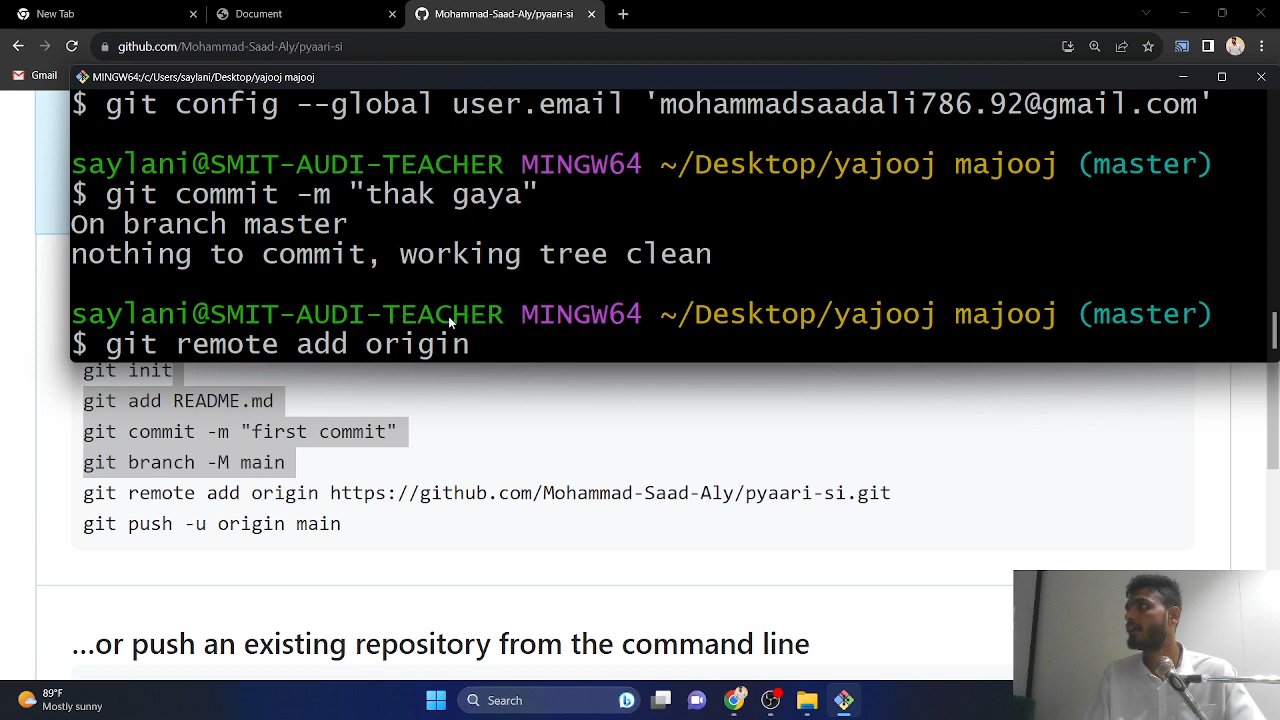 New Tab
Document
Mohammad-Saad-Aly/pyaari-si
github.com/Mohammad-Saad-Aly/pyaari-si
Gmail
MINGW64:/c/Users/saylani/Desktop/yajooj majooj
$ git config --global user.email 'mohammadsaadali786.92@gmail.com'
saylani@SMIT-AUDI-TEACHER MINGW64 ~/Desktop/yajooj majooj (master)
$ git commit -m "thak gaya"
On branch master
nothing to commit, working tree clean
saylani@SMIT-AUDI-TEACHER MINGW64 ~/Desktop/yajooj majooj (master)
$ git remote add origin
git init
git add README.md
git commit -m "first commit"
git branch -M main
git remote add origin https://github.com/Mohammad-Saad-Aly/pyaari-si.git
git push -u origin main
…or push an existing repository from the command line
89°F
Mostly sunny
Search